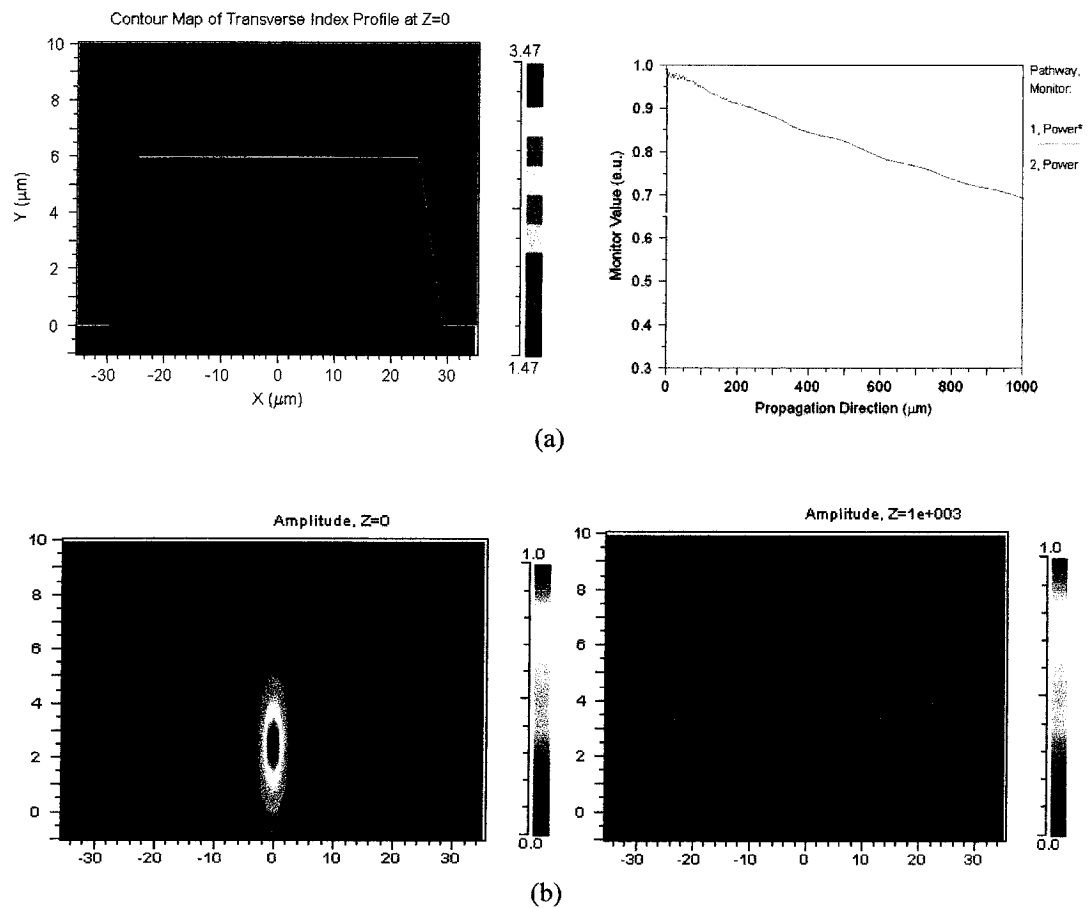 Contour Map of Transverse Index Profile at Z=0
10
8
6
4
2
0
Y (μm)
-30 -20 -10 0 10 20 30
X (μm)
3.47
1.47
1.0
0.9
0.8
0.7
0.6
0.5
0.4
0.3
Monitor Value (a.u.)
0 200 400 600 800 1000
Propagation Direction (μm)
Pathway,
Monitor:
1, Power*
2, Power
(a)
Amplitude, Z=0
10
8
6
4
2
0
-30 -20 -10 0 10 20 30
1.0
0.0
Amplitude, Z=1e+003
10
8
6
4
2
0
-30 -20 -10 0 10 20 30
1.0
0.0
(b)